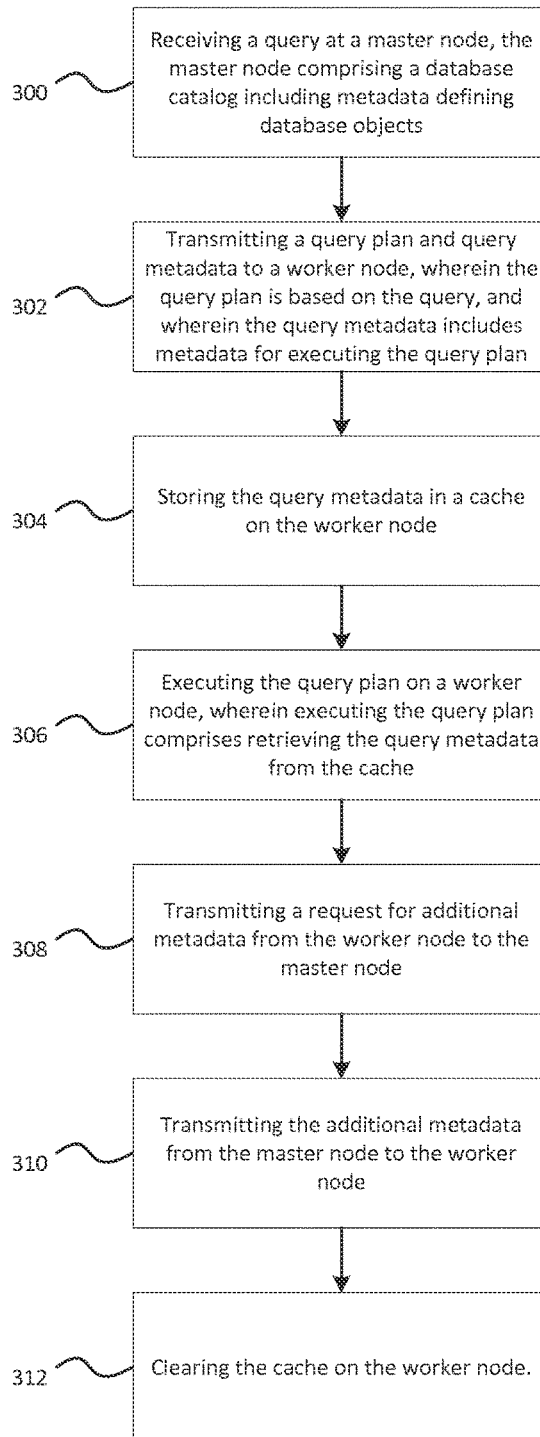 300
Receiving a query at a master node, the
master node comprising a database
catalog including metadata defining
database objects
302
Transmitting a query plan and query
metadata to a worker node, wherein the
query plan is based on the query, and
wherein the query metadata includes
metadata for executing the query plan
304
Storing the query metadata in a cache
on the worker node
306
Executing the query plan on a worker
node, wherein executing the query plan
comprises retrieving the query metadata
from the cache
308
Transmitting a request for additional
metadata from the worker node to the
master node
310
Transmitting the additional metadata
from the master node to the worker
node
312
Clearing the cache on the worker node.